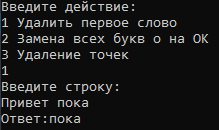 Введите действие:
1 Удалить первое слово
2 Замена всех букв о на ОК
3 Удаление точек
1
Введите строку:
Привет пока
Ответ:пока